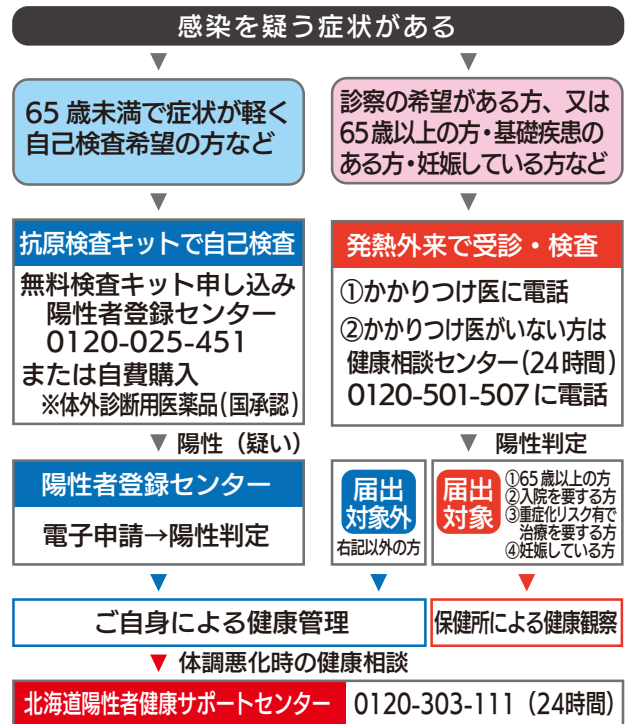 感染を疑う症状がある
▼
▼
65歳未満で症状が軽く
自己検査希望の方など
診察の希望がある方、又は
65歳以上の方・基礎疾患の
ある方・妊娠している方など
▼
▼
抗原検査キットで自己検査
無料検査キット申し込み
陽性者登録センター
0120-025-451
または自費購入
※体外診断用医薬品(国承認)
発熱外来で受診・検査
①かかりつけ医に電話
②かかりつけ医がいない方は
健康相談センター(24時間)
0120-501-507に電話
▼ 陽性（疑い）
▼ 陽性判定
陽性者登録センター
電子申請→陽性判定
届出
対象外
右記以外の方
届出
対象
①65歳以上の方
②入院を要する方
③重症化リスク有で
治療を要する方
④妊娠している方
▼
▼
▼
ご自身による健康管理
保健所による健康観察
▼ 体調悪化時の健康相談
北海道陽性者健康サポートセンター 0120-303-111（24時間）